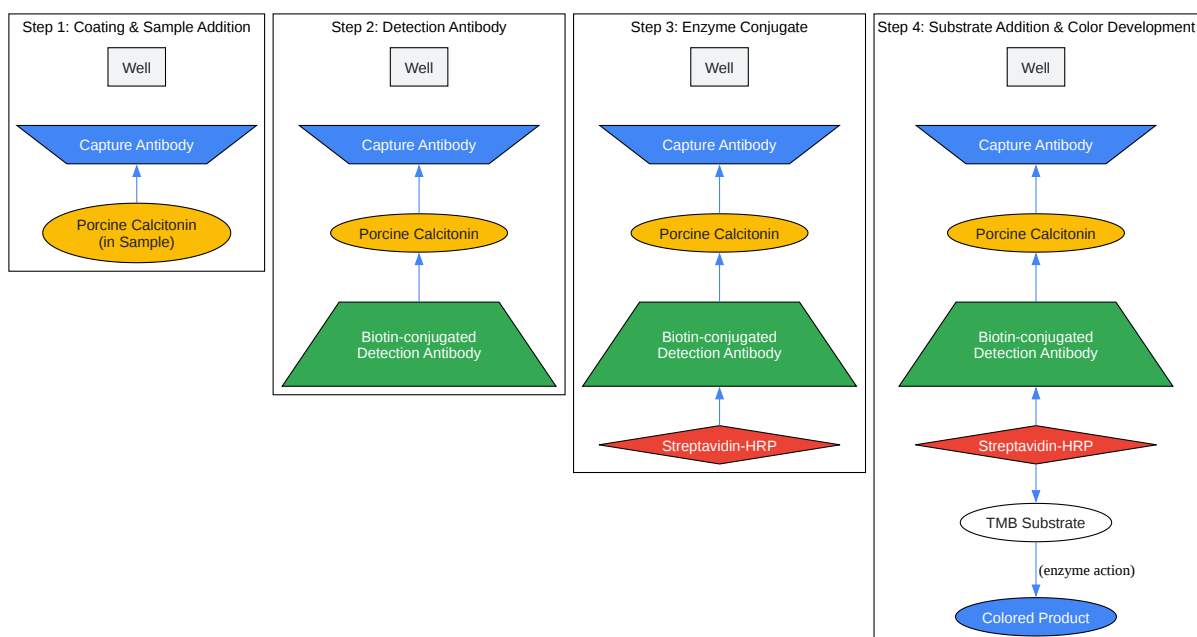 Step 1: Coating & Sample Addition
Well
Capture Antibody
Porcine Calcitonin
(in Sample)
Step 2: Detection Antibody
Well
Capture Antibody
Porcine Calcitonin
Biotin-conjugated
Detection Antibody
Step 3: Enzyme Conjugate
Well
Capture Antibody
Porcine Calcitonin
Biotin-conjugated
Detection Antibody
Streptavidin-HRP
Step 4: Substrate Addition & Color Development
Well
Capture Antibody
Porcine Calcitonin
Biotin-conjugated
Detection Antibody
Streptavidin-HRP
TMB Substrate
(enzyme action)
Colored Product